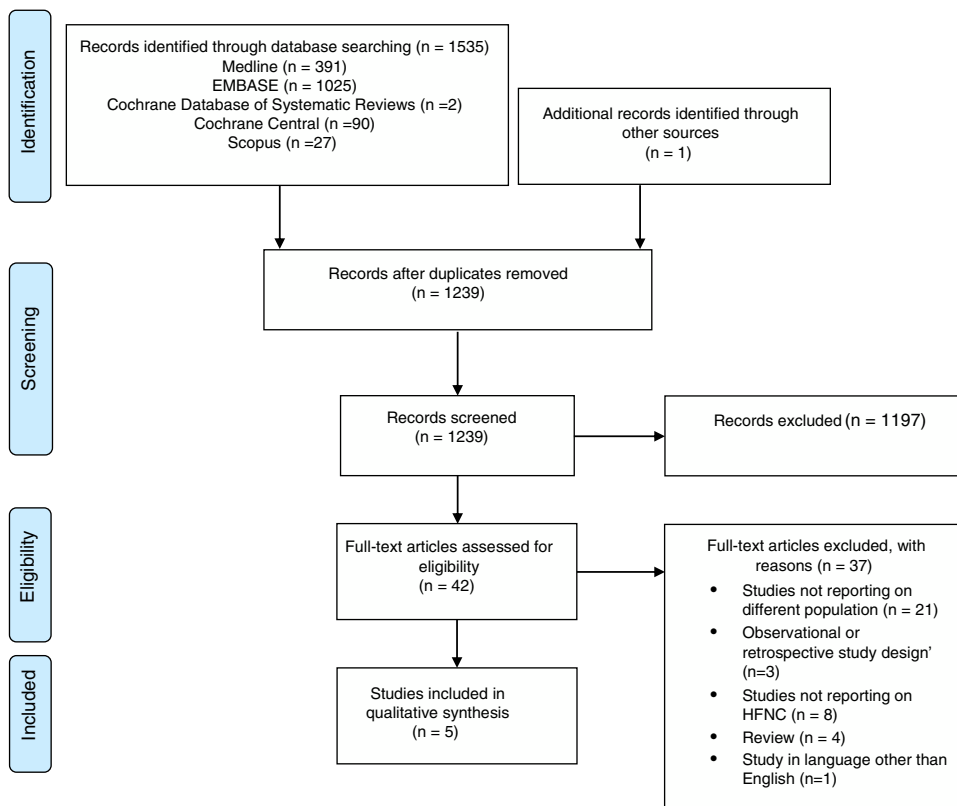 Identification
Records identified through database searching (n = 1535)
Medline (n = 391)
EMBASE (n = 1025)
Cochrane Database of Systematic Reviews (n =2)
Cochrane Central (n =90)
Scopus (n =27)
Additional records identified through
other sources
(n = 1)
Screening
Records after duplicates removed
(n = 1239)
Records screened
(n = 1239)
Records excluded (n = 1197)
Eligibility
Full-text articles assessed for
eligibility
(n = 42)
Full-text articles excluded, with
reasons (n = 37)
• Studies not reporting on
different population (n = 21)
• Observational or
retrospective study design'
(n=3)
• Studies not reporting on
HFNC (n = 8)
• Review (n = 4)
• Study in language other than
English (n=1)
Included
Studies included in
qualitative synthesis
(n = 5)